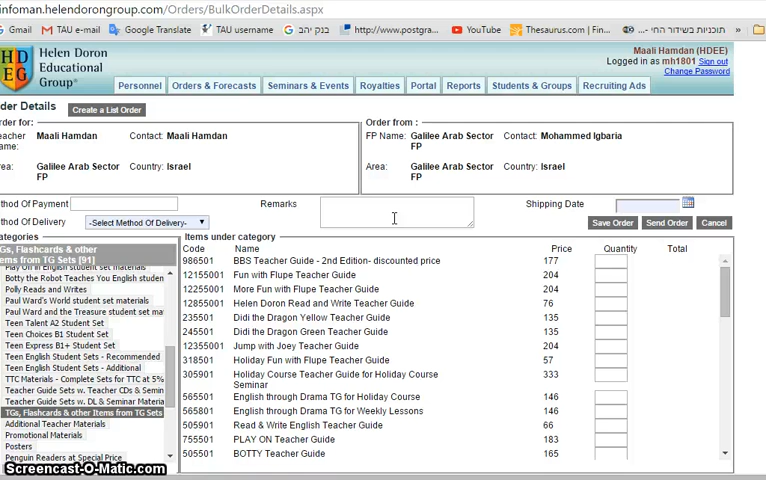 infoman.helendorongroup.com/Orders/BulkOrderDetails.aspx
Gmail TAU e-mail Google Translate TAU username בנק יהב http://www.postgra... YouTube Thesaurus.com | Fin... תוכניות בשידור חי -... »
HD EG Helen Doron Educational Group®
Maali Hamdan (HDEE)
Logged in as mh1801 Sign out
Change Password
Personnel Orders & Forecasts Seminars & Events Royalties Portal Reports Students & Groups Recruiting Ads
rder Details Create a List Order
rder for: Order from :
eacher Name: Maali Hamdan Contact: Maali Hamdan FP Name: Galilee Arab Sector FP Contact: Mohammed Igbaria
rea: Galilee Arab Sector FP Country: Israel Area: Galilee Arab Sector FP Country: Israel
ethod Of Payment Remarks Shipping Date
ethod Of Delivery -Select Method Of Delivery- Save Order Send Order Cancel
ategories Items under category
Gs, Flashcards & other
ems from TG Sets [91]
Play On in English student set materials
Botty the Robot Teaches You English studen
Polly Reads and Writes
Paul Ward's World student set materials
Paul Ward and the Treasure student set ma
Teen Talent A2 Student Set
Teen Choices B1 Student Set
Teen Express B1+ Student Set
Teen English Student Sets - Recommended
Teen English Student Sets - Additional
TTC Materials - Complete Sets for TTC at 5%
Teacher Guide Sets w. Teacher CDs & Semin
Teacher Guide Sets w. DL & Seminar Materia
TGs, Flashcards & other Items from TG Sets
Additional Teacher Materials
Promotional Materials
Posters
Penguin Readers at Special Price
Code Name Price Quantity Total
986501 BBS Teacher Guide - 2nd Edition- discounted price 177
12155001 Fun with Flupe Teacher Guide 204
12255001 More Fun with Flupe Teacher Guide 204
12855001 Helen Doron Read and Write Teacher Guide 76
235501 Didi the Dragon Yellow Teacher Guide 135
245501 Didi the Dragon Green Teacher Guide 135
12355001 Jump with Joey Teacher Guide 204
318501 Holiday Fun with Flupe Teacher Guide 57
305901 Holiday Course Teacher Guide for Holiday Course Seminar 333
565501 English through Drama TG for Holiday Course 146
565801 English through Drama TG for Weekly Lessons 146
505901 Read & Write English Teacher Guide 66
755501 PLAY ON Teacher Guide 183
505501 BOTTY Teacher Guide 165
Screencast-O-Matic.com